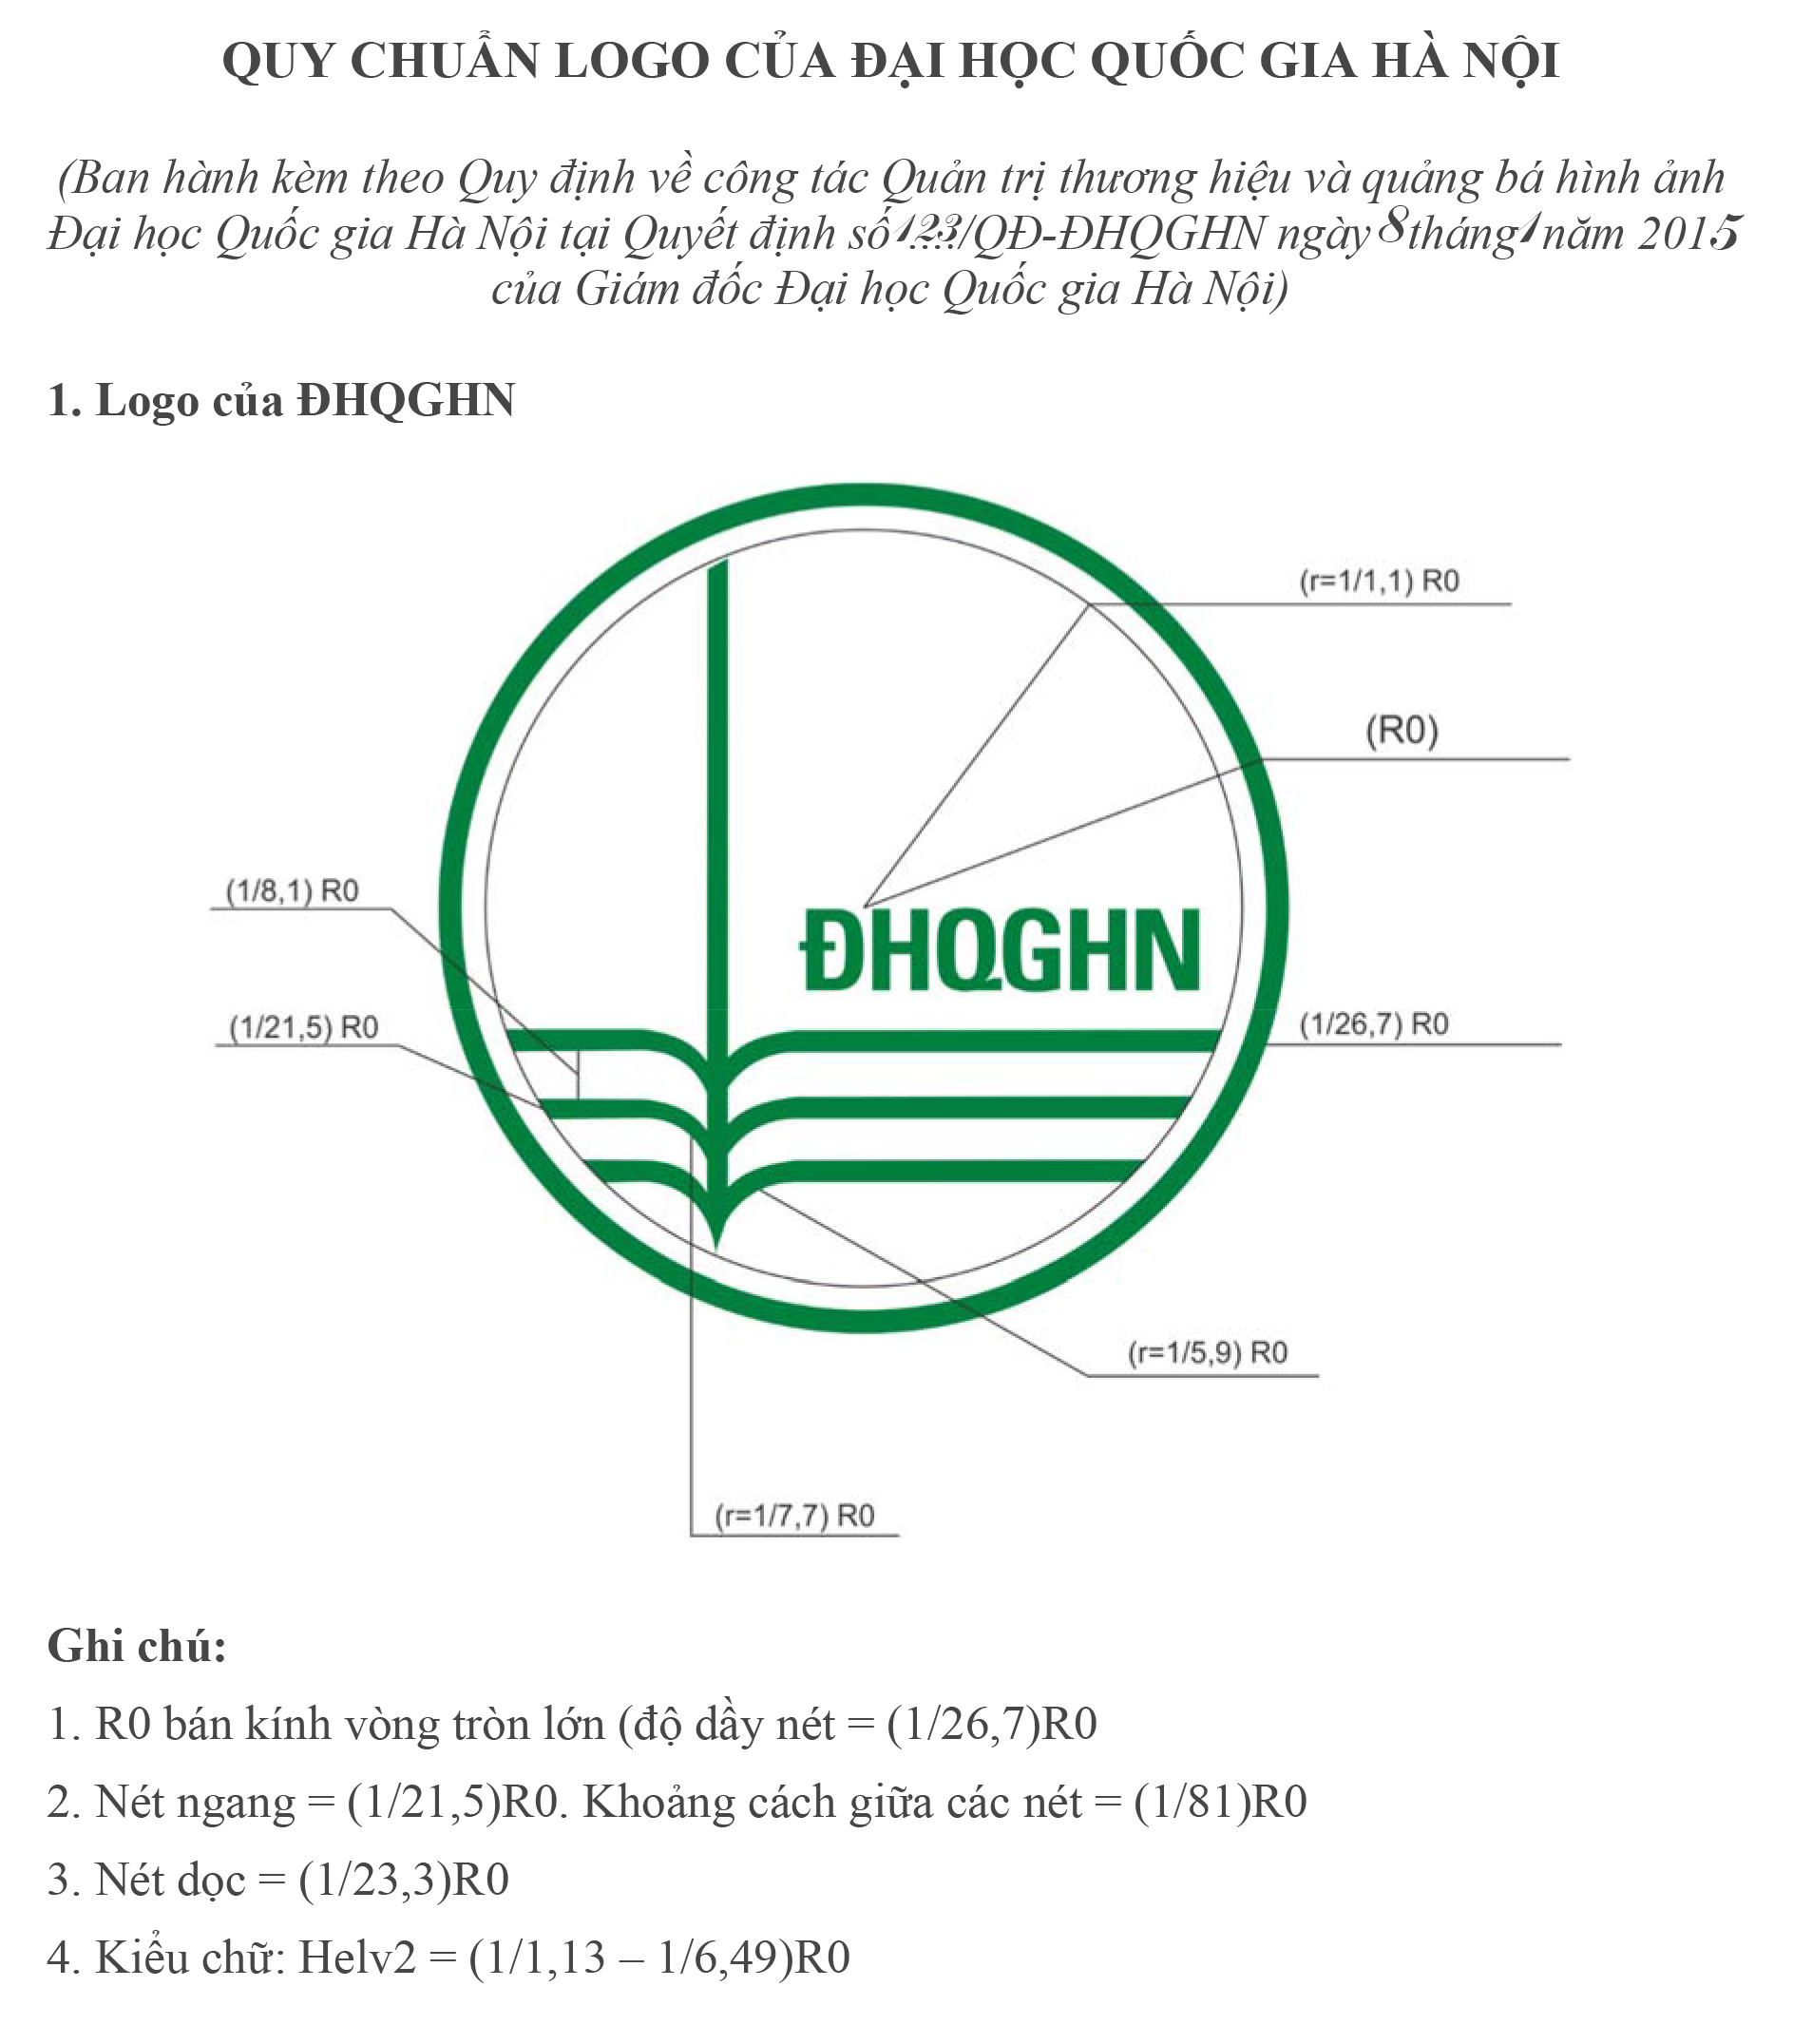 QUY CHUẨN LOGO CỦA ĐẠI HỌC QUỐC GIA HÀ NỘI
(Ban hành kèm theo Quy định về công tác Quản trị thương hiệu và quảng bá hình ảnh
Đại học Quốc gia Hà Nội tại Quyết định số 123/QĐ-ĐHQGHN ngày 8 tháng 1 năm 2015
của Giám đốc Đại học Quốc gia Hà Nội)
1. Logo của ĐHQGHN
(r=1/1,1) R0
(R0)
(1/8,1) R0
ĐHQGHN
(1/21,5) R0
(1/26,7) R0
(r=1/5,9) R0
(r=1/7,7) R0
Ghi chú:
1. R0 bán kính vòng tròn lớn (độ dầy nét = (1/26,7)R0
2. Nét ngang = (1/21,5)R0. Khoảng cách giữa các nét = (1/81)R0
3. Nét dọc = (1/23,3)R0
4. Kiểu chữ: Helv2 = (1/1,13 – 1/6,49)R0